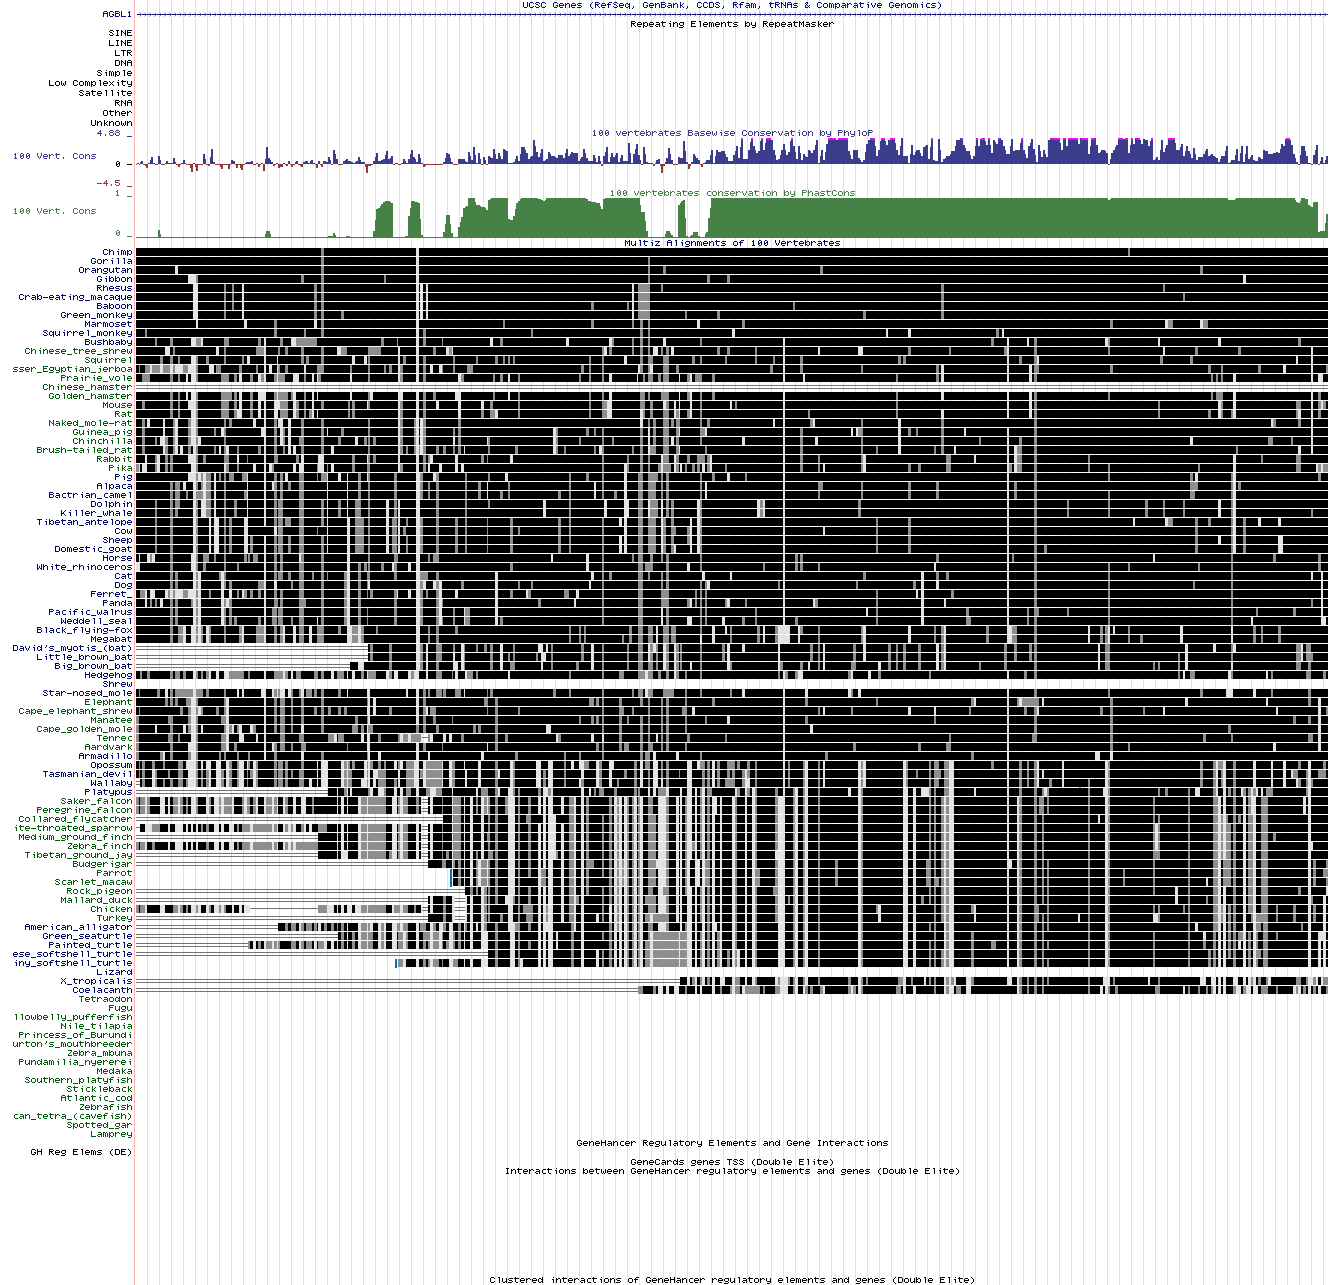 UCSC Genes (RefSeq, GenBank, CCDS, Rfam, tRNAs & Comparative Genomics)
AGBL1
Repeating Elements by RepeatMasker
SINE
LINE
LTR
DNA
Simple
Low Complexity
Satellite
RNA
Other
Unknown
4.88 _
100 vertebrates Basewise Conservation by PhyloP
100 Vert. Cons
0 _
-4.5 _
1 _
100 vertebrates conservation by PhastCons
100 Vert. Cons
0 _
Multiz Alignments of 100 Vertebrates
Chimp
Gorilla
Orangutan
Gibbon
Rhesus
Crab-eating_macaque
Baboon
Green_monkey
Marmoset
Squirrel_monkey
Bushbaby
Chinese_tree_shrew
Squirrel
sser_Egyptian_jerboa
Prairie_vole
Chinese_hamster
Golden_hamster
Mouse
Rat
Naked_mole-rat
Guinea_pig
Chinchilla
Brush-tailed_rat
Rabbit
Pika
Pig
Alpaca
Bactrian_camel
Dolphin
Killer_whale
Tibetan_antelope
Cow
Sheep
Domestic_goat
Horse
White_rhinoceros
Cat
Dog
Ferret_
Panda
Pacific_walrus
Weddell_seal
Black_flying-fox
Megabat
David's_myotis_(bat)
Little_brown_bat
Big_brown_bat
Hedgehog
Shrew
Star-nosed_mole
Elephant
Cape_elephant_shrew
Manatee
Cape_golden_mole
Tenrec
Aardvark
Armadillo
Opossum
Tasmanian_devil
Wallaby
Platypus
Saker_falcon
Peregrine_falcon
Collared_flycatcher
ite-throated_sparrow
Medium_ground_finch
Zebra_finch
Tibetan_ground_jay
Budgerigar
Parrot
Scarlet_macaw
Rock_pigeon
Mallard_duck
Chicken
Turkey
American_alligator
Green_seaturtle
Painted_turtle
ese_softshell_turtle
iny_softshell_turtle
Lizard
X_tropicalis
Coelacanth
Tetraodon
Fugu
llowbelly_pufferfish
Nile_tilapia
Princess_of_Burundi
urton's_mouthbreeder
Zebra_mbuna
Pundamilia_nyererei
Medaka
Southern_platyfish
Stickleback
Atlantic_cod
Zebrafish
can_tetra_(cavefish)
Spotted_gar
Lamprey
GeneHancer Regulatory Elements and Gene Interactions
GH Reg Elems (DE)
GeneCards genes TSS (Double Elite)
Interactions between GeneHancer regulatory elements and genes (Double Elite)
Clustered interactions of GeneHancer regulatory elements and genes (Double Elite)